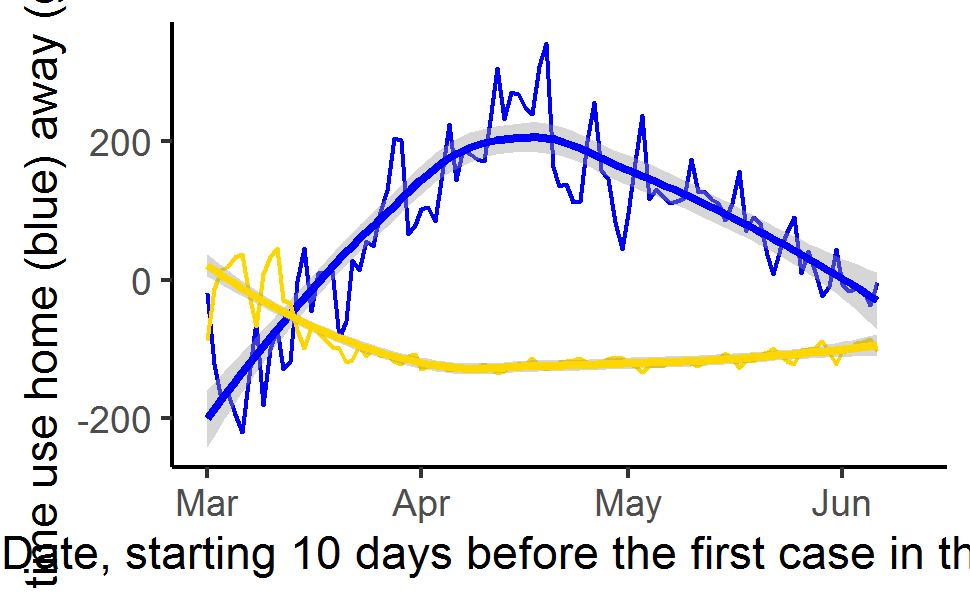 time use home (blue) away (
200
0
-200
Mar Apr May Jun
Date, starting 10 days before the first case in th